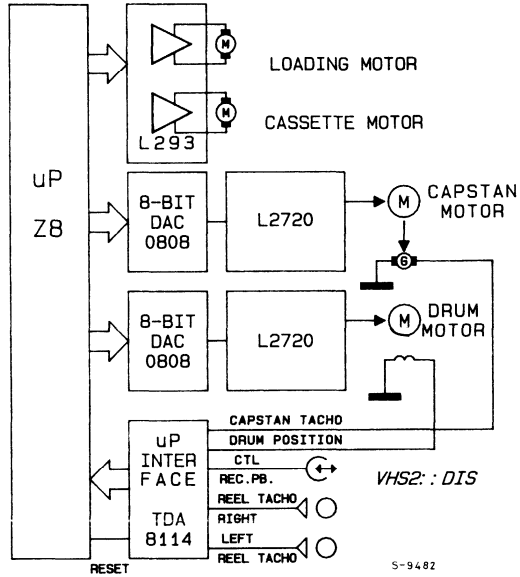 M
LOADING MOTOR
M
CASSETTE MOTOR
L293
uP
Z8
8-BIT
DAC
0808
L2720
M
CAPSTAN
MOTOR
G
8-BIT
DAC
0808
L2720
M
DRUM
MOTOR
uP
INTER
FACE
TDA
8114
CAPSTAN TACHO
DRUM POSITION
CTL
REC.PB.
REEL TACHO
RIGHT
LEFT
REEL TACHO
RESET
VHS2::DIS
S-9482